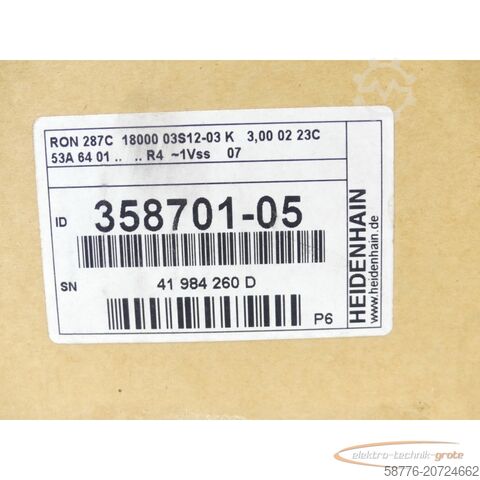 RON 287C 18000 03S12-03 K 3,00 02 23C
53A 64 01 .. .. R4 ~1Vss 07
ID 358701-05
SN 41 984 260 D
P6
HEIDENHAIN
www.heidenhain.de
elektro-technik-grote
58776-20724662